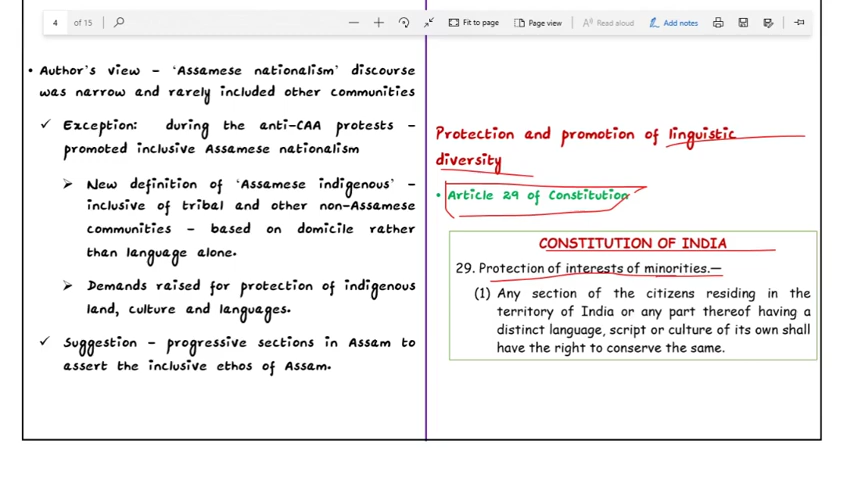 4 of 15
Fit to page
Page view
Read aloud
Add notes
• Author's view – 'Assamese nationalism' discourse
was narrow and rarely included other communities
✓ Exception: during the anti-CAA protests –
promoted inclusive Assamese nationalism
➢ New definition of 'Assamese indigenous' –
inclusive of tribal and other non-Assamese
communities – based on domicile rather
than language alone.
➢ Demands raised for protection of indigenous
land, culture and languages.
✓ Suggestion – progressive sections in Assam to
assert the inclusive ethos of Assam.
Protection and promotion of linguistic
diversity
• Article 29 of Constitution
CONSTITUTION OF INDIA
29. Protection of interests of minorities.—
(1) Any section of the citizens residing in the
territory of India or any part thereof having a
distinct language, script or culture of its own shall
have the right to conserve the same.